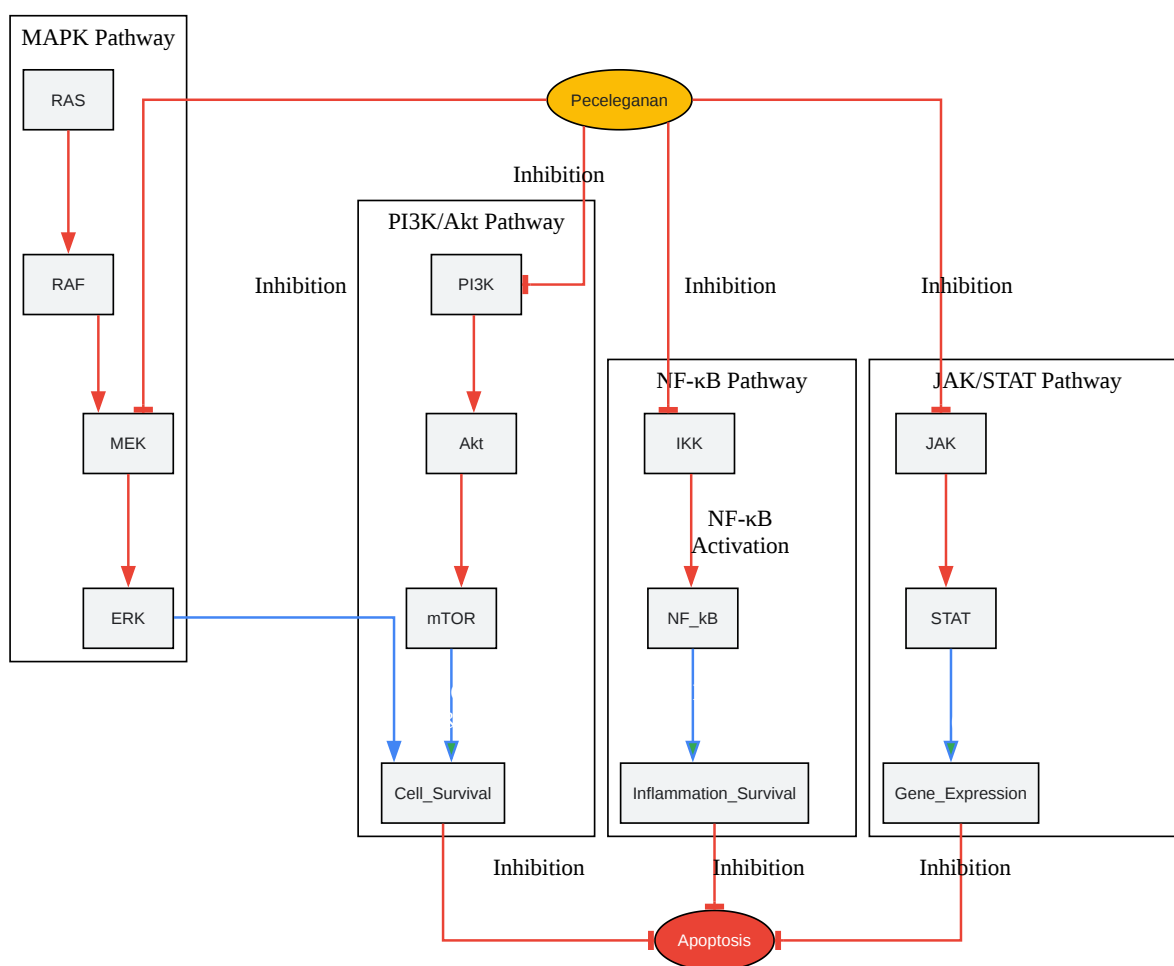 MAPK Pathway
RAS
Peceleganan
Inhibition
PI3K/Akt Pathway
RAF
Inhibition
PI3K
Inhibition
Inhibition
NF-κB Pathway
JAK/STAT Pathway
MEK
Akt
IKK
JAK
NF-κB
Activation
ERK
mTOR
NF_kB
STAT
Cell_Survival
Inflammation_Survival
Gene_Expression
Inhibition
Inhibition
Inhibition
Apoptosis